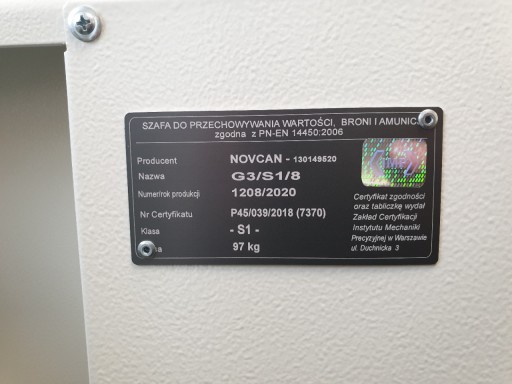 SZAFA DO PRZECHOWYWANIA WARTOŚCI, BRONI I AMUNICJ
zgodna z PN-EN 14450:2006
Producent NOVCAN - 130149520
Nazwa G3/S1/8
Numer/rok produkcji 1208/2020
Nr Certyfikatu P45/039/2018 (7370)
Klasa - S1 -
97 kg
IMP
Certyfikat zgodności
oraz tabliczkę wydał
Zakład Certyfikacji
Instytutu Mechaniki
Precyzyjnej w Warszawie
ul. Duchnicka 3